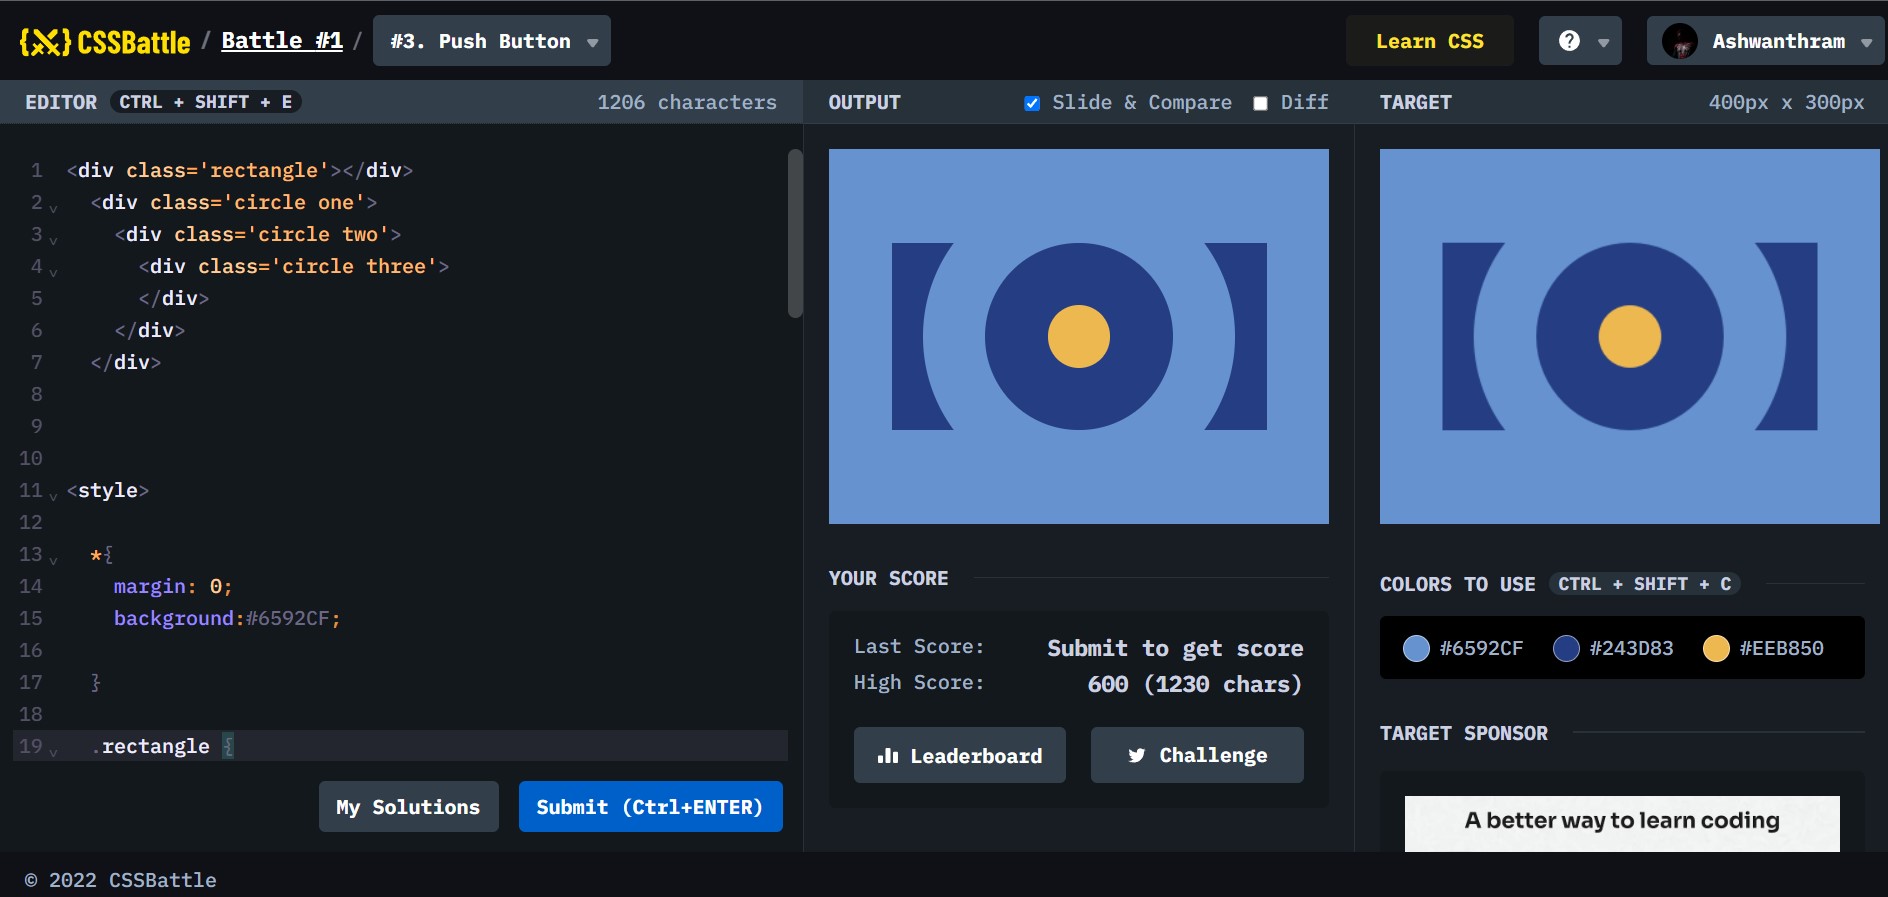 {X} CSSBattle / Battle #1 / #3. Push Button
Learn CSS
?
Ashwanthram
EDITOR CTRL + SHIFT + E 1206 characters
1 <div class='rectangle'></div>
2 <div class='circle one'>
3 <div class='circle two'>
4 <div class='circle three'>
5 </div>
6 </div>
7 </div>
8
9
10
11 <style>
12
13 *{
14 margin: 0;
15 background:#6592CF;
16
17 }
18
19 .rectangle {
My Solutions
Submit (Ctrl+ENTER)
OUTPUT Slide & Compare Diff
YOUR SCORE
Last Score: Submit to get score
High Score: 600 (1230 chars)
Leaderboard
Challenge
TARGET 400px x 300px
COLORS TO USE CTRL + SHIFT + C
#6592CF #243D83 #EEB850
TARGET SPONSOR
A better way to learn coding
© 2022 CSSBattle